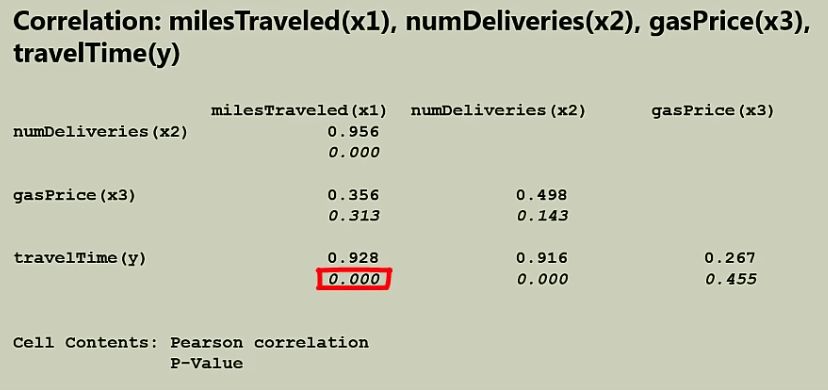 Correlation: milesTraveled(x1), numDeliveries(x2), gasPrice(x3),
travelTime(y)
milesTraveled(x1) numDeliveries(x2) gasPrice(x3)
numDeliveries(x2) 0.956
0.000
gasPrice(x3) 0.356 0.498
0.313 0.143
travelTime(y) 0.928 0.916 0.267
0.000 0.000 0.455
Cell Contents: Pearson correlation
P-Value